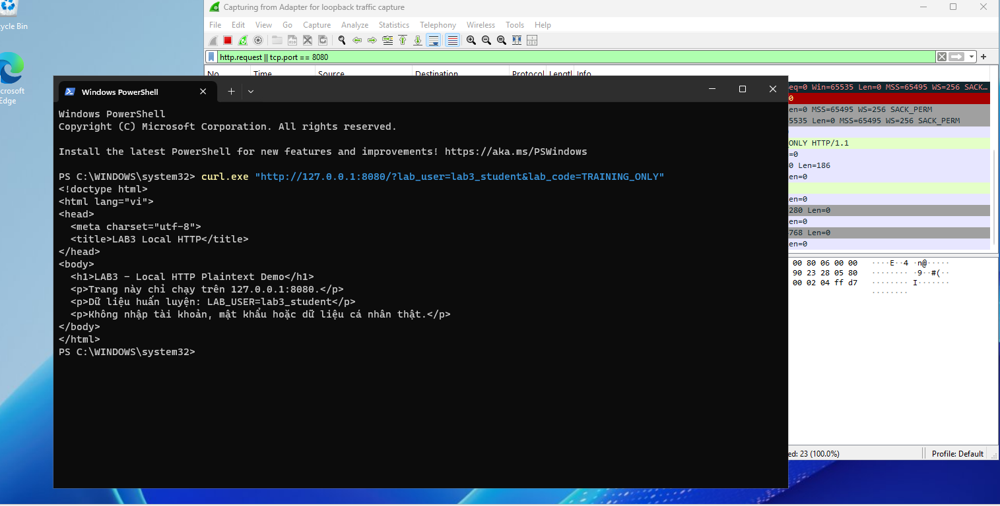 Capturing from Adapter for loopback traffic capture
File Edit View Go Capture Analyze Statistics Telephony Wireless Tools Help
http.request || tcp.port == 8080
No. Time Source Destination Protocol Lengtl Info
ycle Bin
crosoft
Edge
Windows PowerShell
Windows PowerShell
Copyright (C) Microsoft Corporation. All rights reserved.
Install the latest PowerShell for new features and improvements! https://aka.ms/PSWindows
PS C:\WINDOWS\system32> curl.exe "http://127.0.0.1:8080/?lab_user=lab3_student&lab_code=TRAINING_ONLY"
<!doctype html>
<html lang="vi">
<head>
  <meta charset="utf-8">
  <title>LAB3 Local HTTP</title>
</head>
<body>
  <h1>LAB3 - Local HTTP Plaintext Demo</h1>
  <p>Trang này chỉ chạy trên 127.0.0.1:8080.</p>
  <p>Dữ liệu huấn luyện: LAB_USER=lab3_student</p>
  <p>Không nhập tài khoản, mật khẩu hoặc dữ liệu cá nhân thật.</p>
</body>
</html>
PS C:\WINDOWS\system32>
eq=0 Win=65535 Len=0 MSS=65495 WS=256 SACK…
0
en=0 MSS=65495 WS=256 SACK_PERM
5535 Len=0 MSS=65495 WS=256 SACK_PERM
ONLY HTTP/1.1
=0
0 Len=186
en=0
en=0
280 Len=0
en=0
768 Len=0
en=0
00 80 06 00 00 ····E··4 ·n@·····
90 23 28 05 80 ········ ·9··#(··
00 02 04 ff d7 ········ I·······
········
ed: 23 (100.0%)
Profile: Default